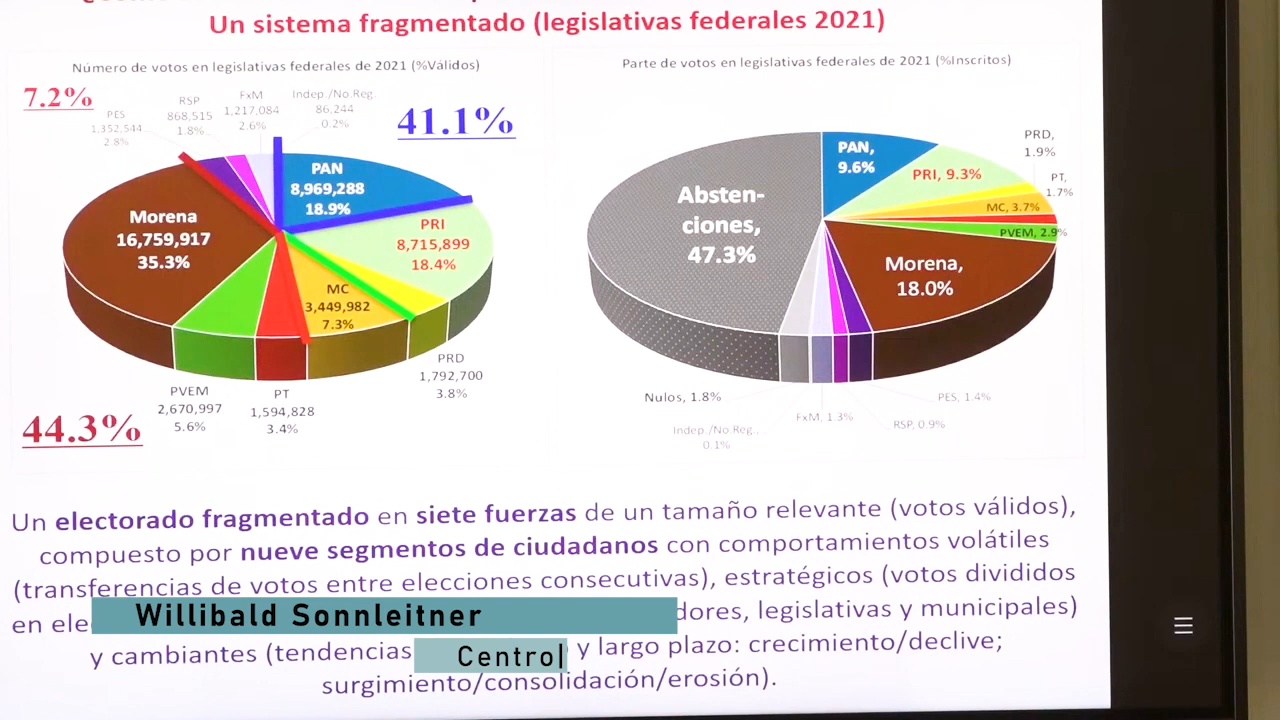 Un sistema fragmentado (legislativas federales 2021)
Número de votos en legislativas federales de 2021 (%Válidos)
7.2%
PES
1,352,544
2.8%
RSP
868,515
1.8%
FxM
1,217,084
2.6%
Indep./No.Reg.
86,244
0.2%
41.1%
PAN
8,969,288
18.9%
PRI
8,715,899
18.4%
Morena
16,759,917
35.3%
MC
3,449,982
7.3%
PRD
1,792,700
3.8%
PVEM
2,670,997
5.6%
PT
1,594,828
3.4%
44.3%
Parte de votos en legislativas federales de 2021 (%Inscritos)
PAN,
9.6%
PRI, 9.3%
PRD,
1.9%
PT,
1.7%
MC, 3.7%
PVEM, 2.9%
Absten-
ciones,
47.3%
Morena,
18.0%
Nulos, 1.8%
Indep./No.Reg.,
0.1%
FxM, 1.3%
RSP, 0.9%
PES, 1.4%
Un electorado fragmentado en siete fuerzas de un tamaño relevante (votos válidos),
compuesto por nueve segmentos de ciudadanos con comportamientos volátiles
(transferencias de votos entre elecciones consecutivas), estratégicos (votos divididos
en ele
dores, legislativas y municipales)
y cambiantes (tendencias
y largo plazo: crecimiento/declive;
surgimiento/consolidación/erosión).
Willibald Sonnleitner
Centro